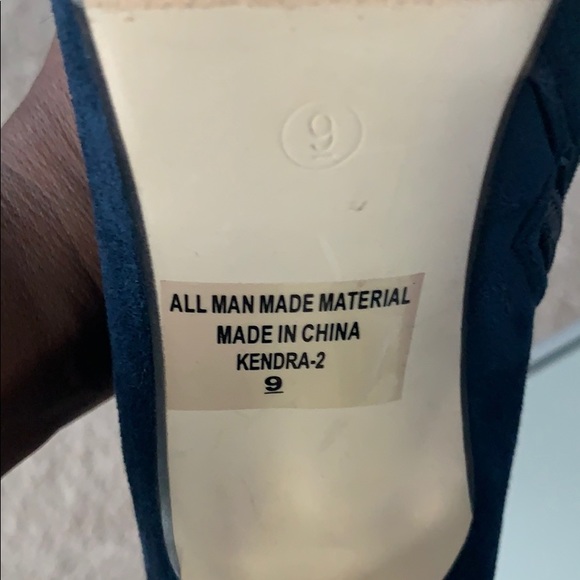 9
ALL MAN MADE MATERIAL
MADE IN CHINA
KENDRA-2
9